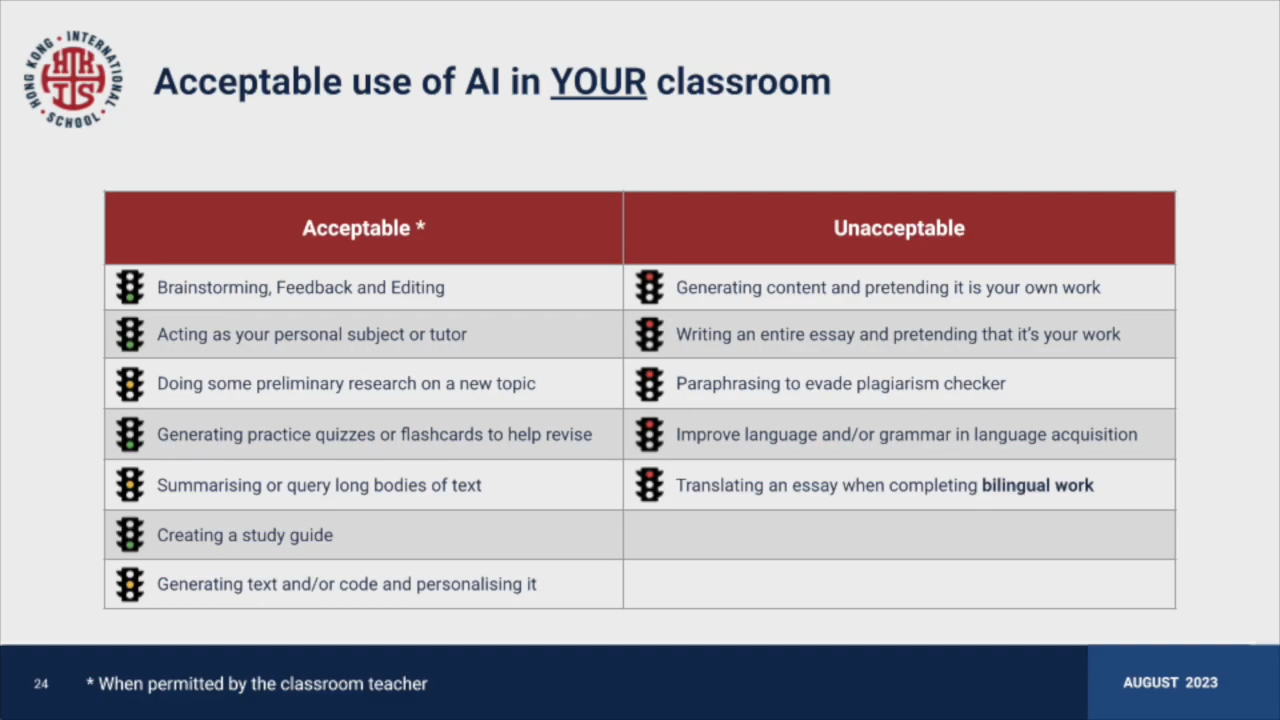 HONG KONG • INTERNATIONAL • SCHOOL •
HKIS
Acceptable use of AI in YOUR classroom
Acceptable *
Unacceptable
Brainstorming, Feedback and Editing
Generating content and pretending it is your own work
Acting as your personal subject or tutor
Writing an entire essay and pretending that it's your work
Doing some preliminary research on a new topic
Paraphrasing to evade plagiarism checker
Generating practice quizzes or flashcards to help revise
Improve language and/or grammar in language acquisition
Summarising or query long bodies of text
Translating an essay when completing bilingual work
Creating a study guide
Generating text and/or code and personalising it
24
* When permitted by the classroom teacher
AUGUST 2023